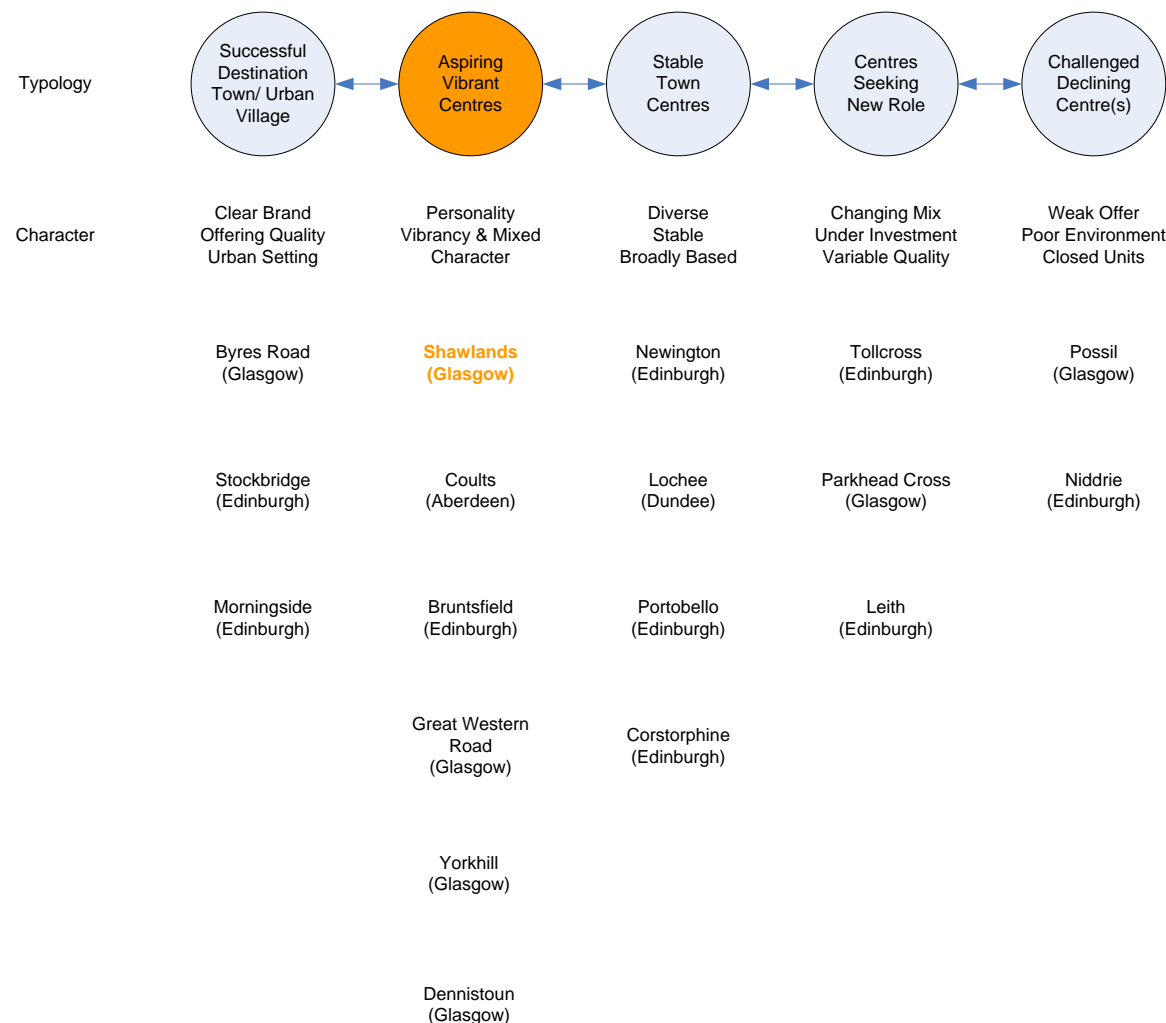 Typology
Successful
Destination
Town/ Urban
Village
Aspiring
Vibrant
Centres
Stable
Town
Centres
Centres
Seeking
New Role
Challenged
Declining
Centre(s)
Character
Clear Brand
Offering Quality
Urban Setting
Personality
Vibrancy & Mixed
Character
Diverse
Stable
Broadly Based
Changing Mix
Under Investment
Variable Quality
Weak Offer
Poor Environment
Closed Units
Byres Road
(Glasgow)
Shawlands
(Glasgow)
Newington
(Edinburgh)
Tollcross
(Edinburgh)
Possil
(Glasgow)
Stockbridge
(Edinburgh)
Coults
(Aberdeen)
Lochee
(Dundee)
Parkhead Cross
(Glasgow)
Niddrie
(Edinburgh)
Morningside
(Edinburgh)
Bruntsfield
(Edinburgh)
Portobello
(Edinburgh)
Leith
(Edinburgh)
Great Western
Road
(Glasgow)
Corstorphine
(Edinburgh)
Yorkhill
(Glasgow)
Dennistoun
(Glasgow)